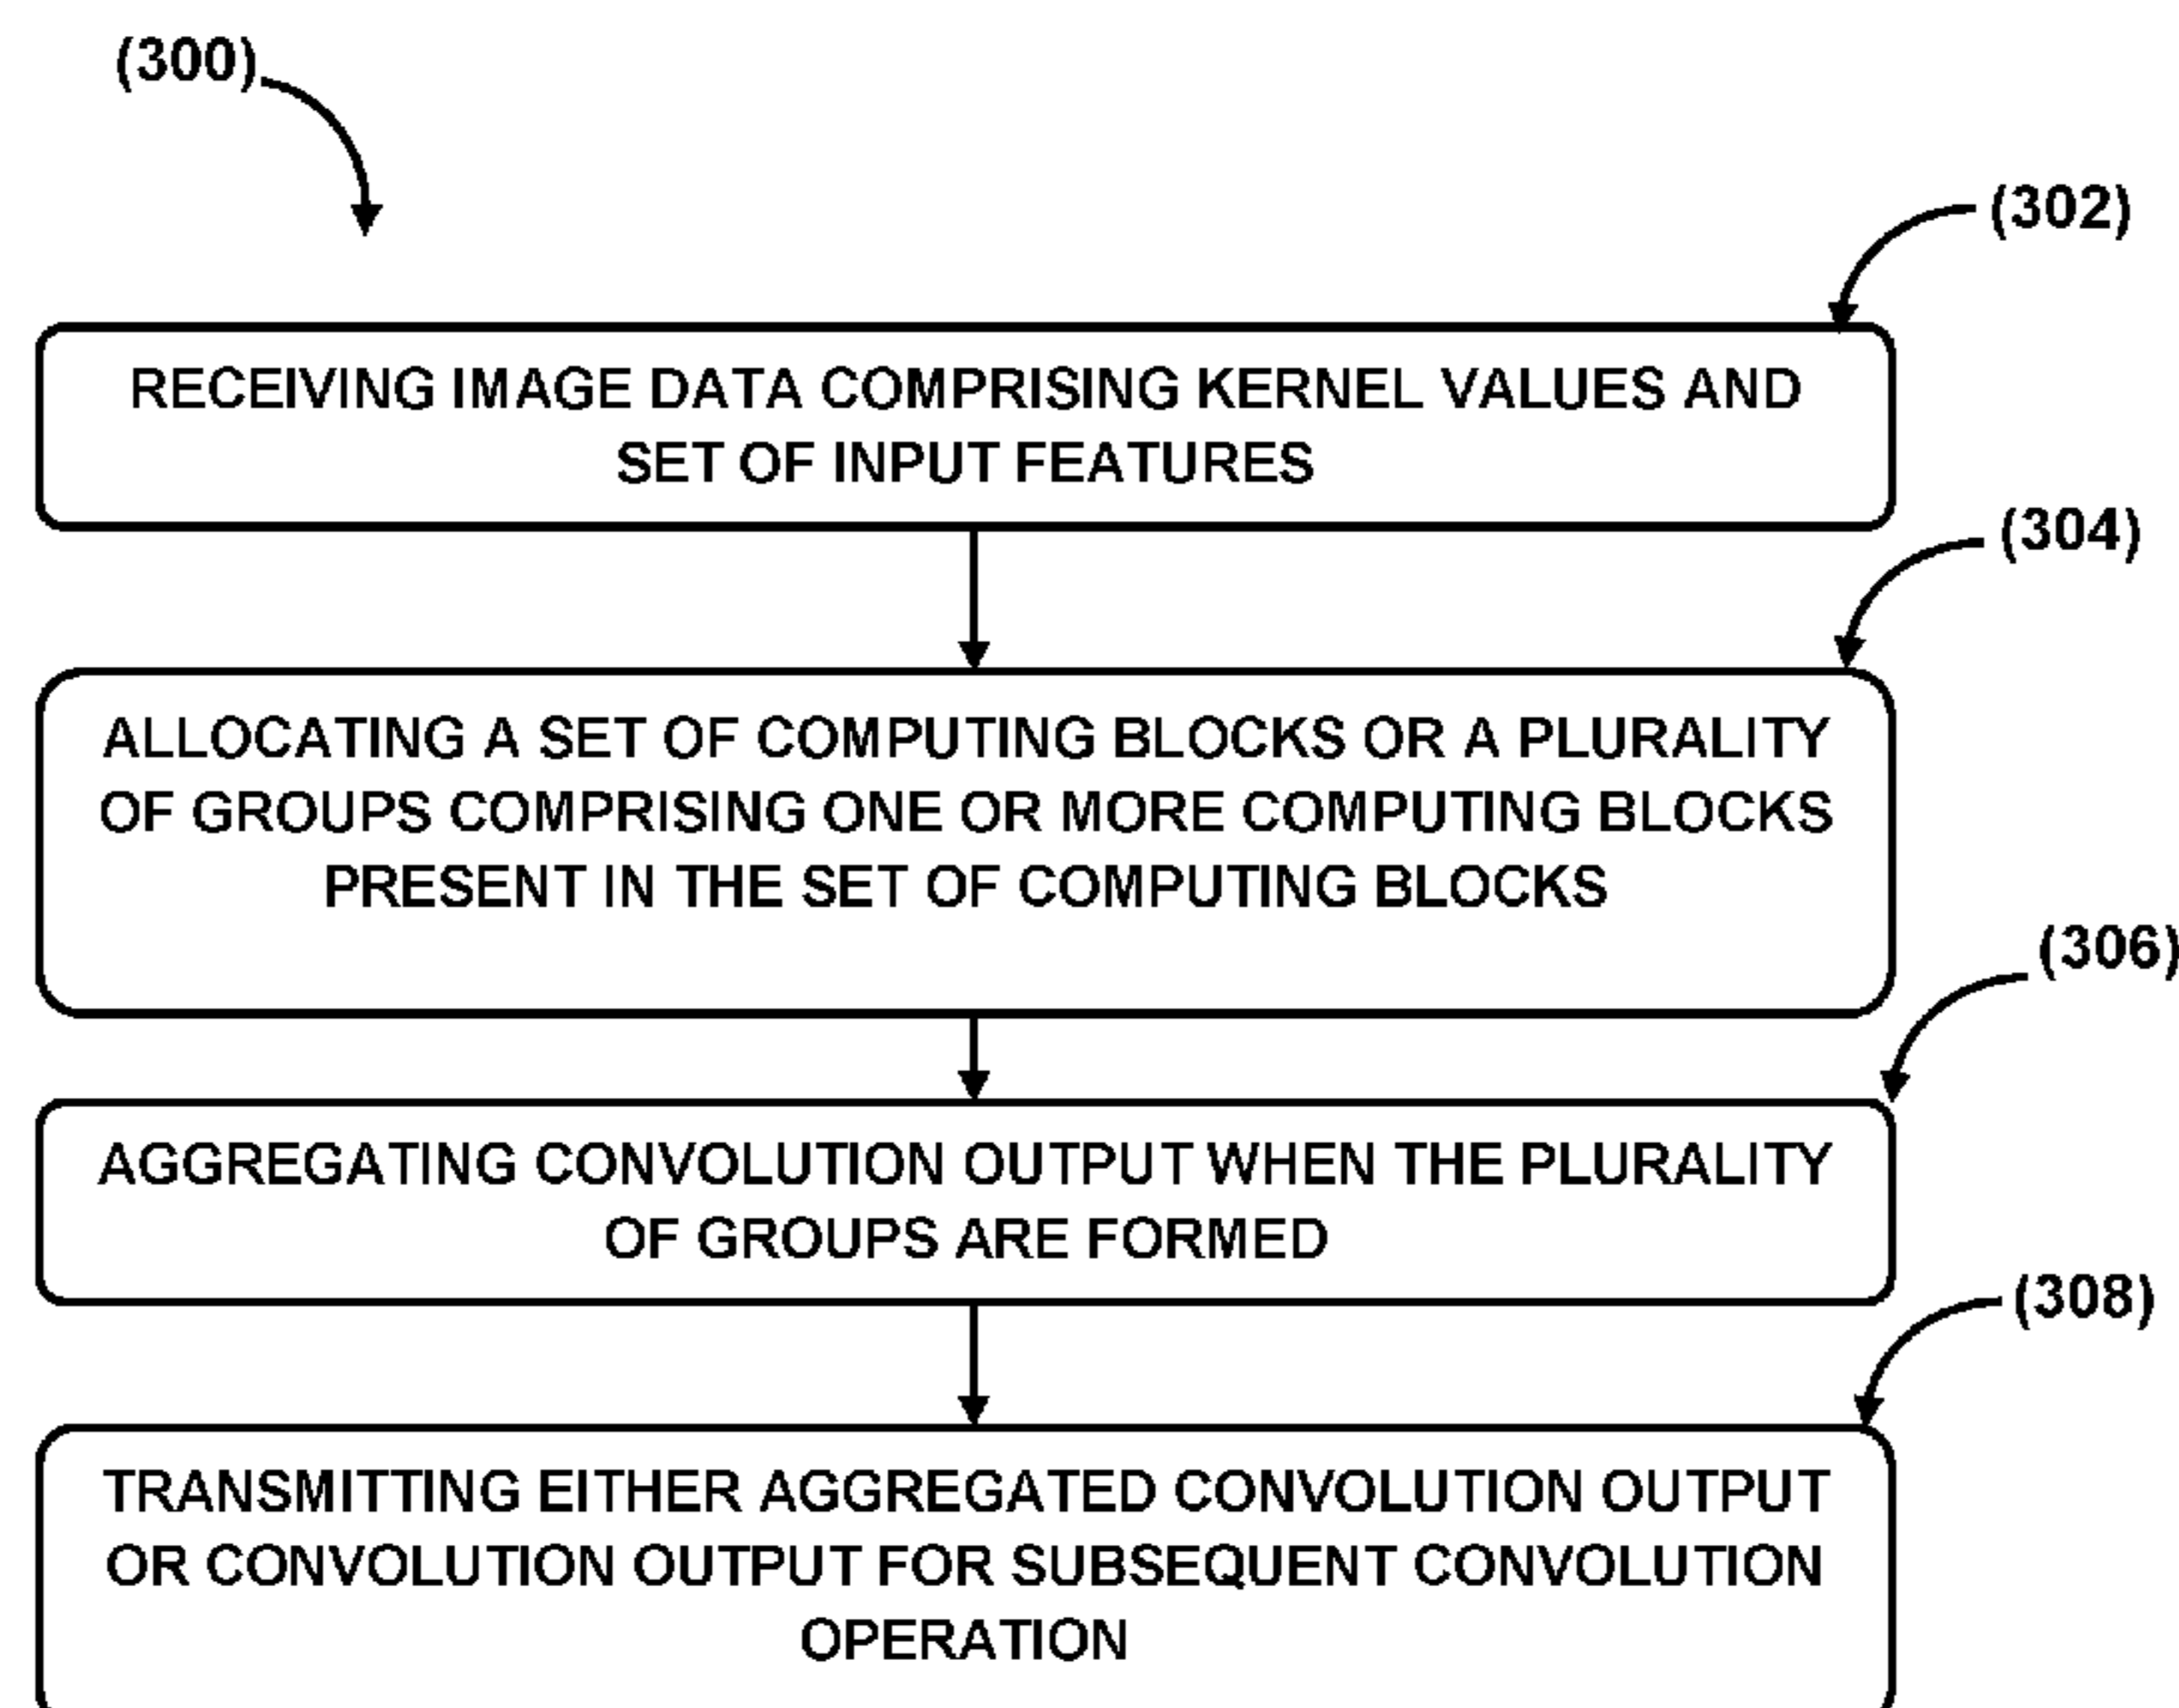 (300)
(302)
RECEIVING IMAGE DATA COMPRISING KERNEL VALUES AND
SET OF INPUT FEATURES
(304)
ALLOCATING A SET OF COMPUTING BLOCKS OR A PLURALITY
OF GROUPS COMPRISING ONE OR MORE COMPUTING BLOCKS
PRESENT IN THE SET OF COMPUTING BLOCKS
(306)
AGGREGATING CONVOLUTION OUTPUT WHEN THE PLURALITY
OF GROUPS ARE FORMED
(308)
TRANSMITTING EITHER AGGREGATED CONVOLUTION OUTPUT
OR CONVOLUTION OUTPUT FOR SUBSEQUENT CONVOLUTION
OPERATION